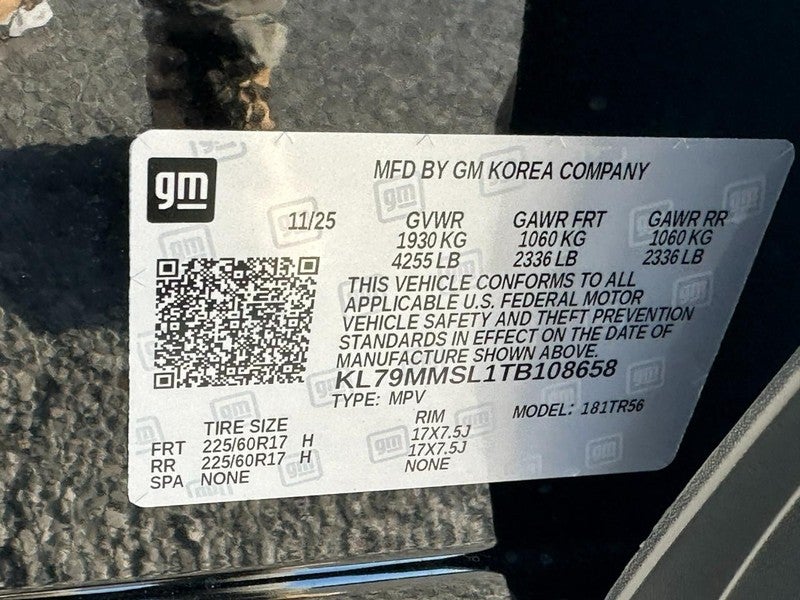 gm
MFD BY GM KOREA COMPANY
11/25 GVWR GAWR FRT GAWR RR
1930 KG 1060 KG 1060 KG
4255 LB 2336 LB 2336 LB
THIS VEHICLE CONFORMS TO ALL
APPLICABLE U.S. FEDERAL MOTOR
VEHICLE SAFETY AND THEFT PREVENTION
STANDARDS IN EFFECT ON THE DATE OF
MANUFACTURE SHOWN ABOVE.
KL79MMSL1TB108658
TYPE: MPV MODEL: 181TR56
TIRE SIZE RIM
FRT 225/60R17 H 17X7.5J
RR 225/60R17 H 17X7.5J
SPA NONE NONE